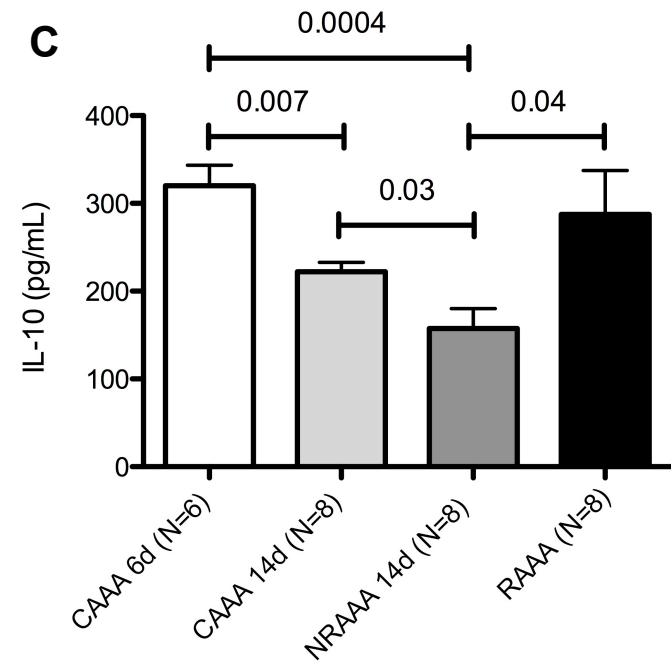 C
0.0004
0.007
0.04
0.03
IL-10 (pg/mL)
400
300
200
100
0
CAAA 6d (N=6)
CAAA 14d (N=8)
NRAAA 14d (N=8)
RAAA (N=8)